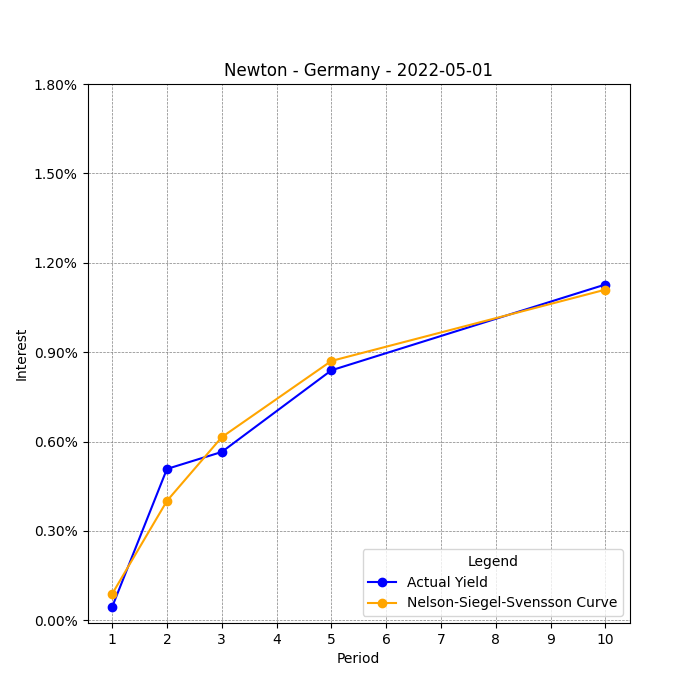 Newton - Germany - 2022-05-01
1.80%
1.50%
1.20%
0.90%
0.60%
0.30%
0.00%
Interest
1 2 3 4 5 6 7 8 9 10
Period
Legend
Actual Yield
Nelson-Siegel-Svensson Curve